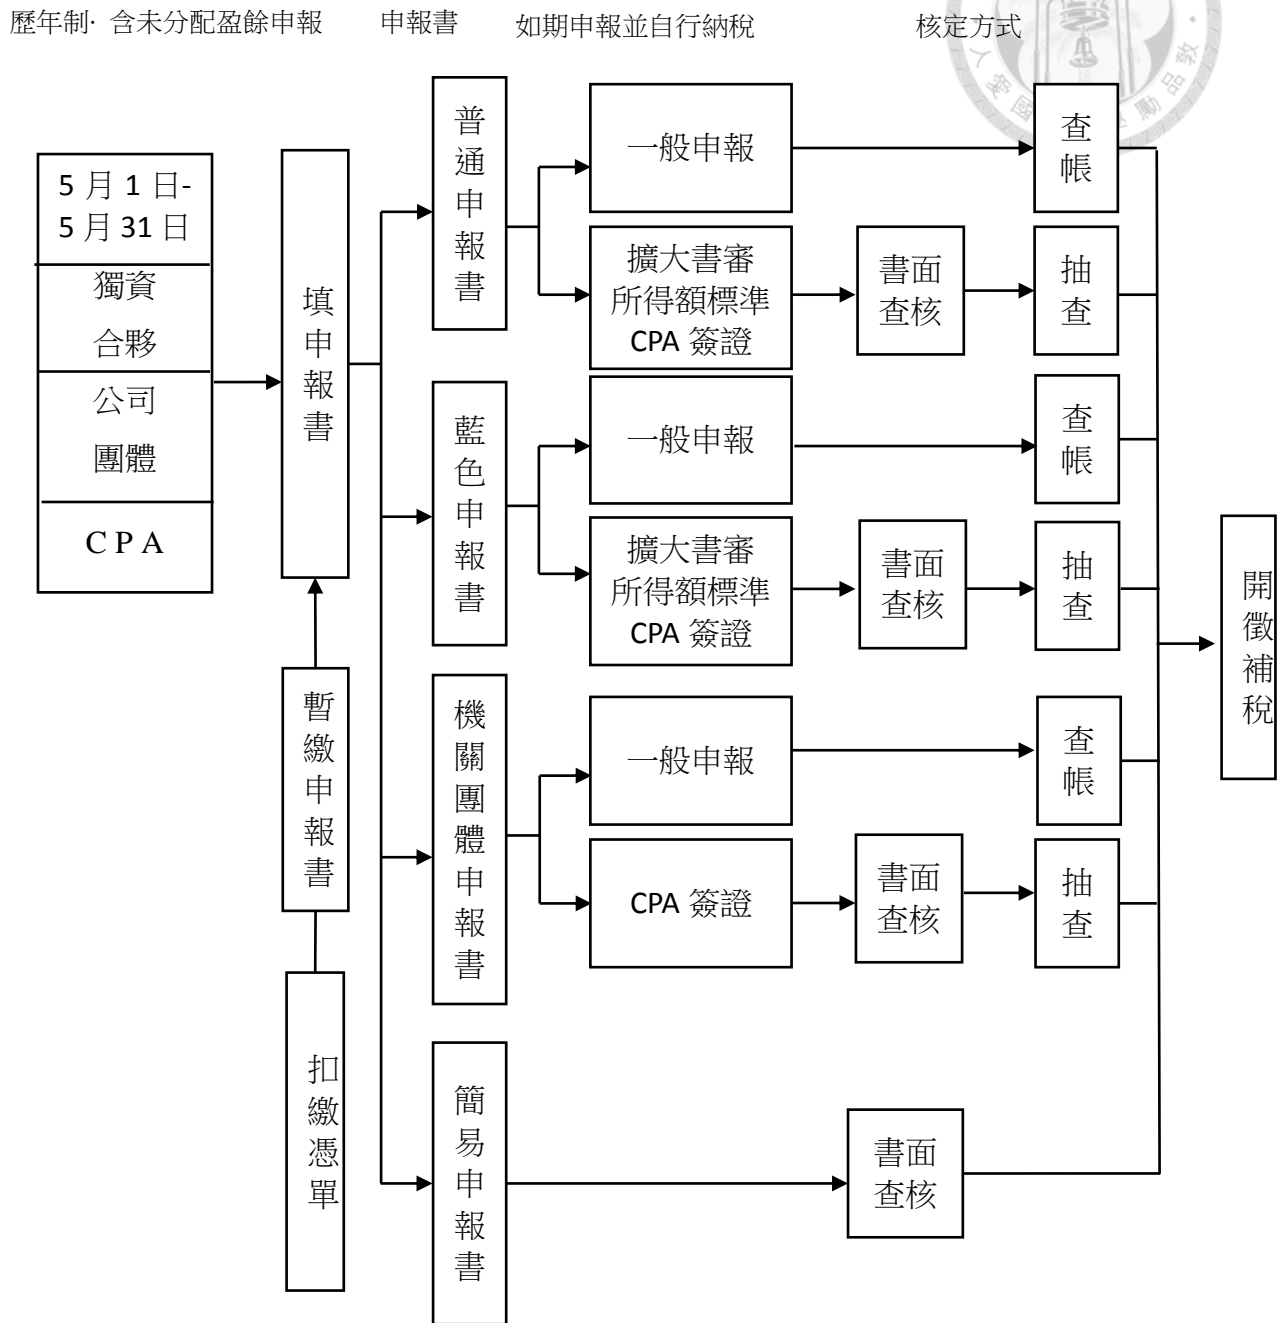 歷年制· 含未分配盈餘申報 申報書 如期申報並自行納稅 核定方式
5 月 1 日-
5 月 31 日
獨資
合夥
公司
團體
C P A
填申報書
暫繳申報書
扣繳憑單
普通申報書
一般申報
查帳
擴大書審
所得額標準
CPA 簽證
書面
查核
抽查
藍色申報書
一般申報
查帳
擴大書審
所得額標準
CPA 簽證
書面
查核
抽查
機關團體申報書
一般申報
查帳
CPA 簽證
書面
查核
抽查
簡易申報書
書面
查核
開徵補稅
人 愛 國
勵 品 敦